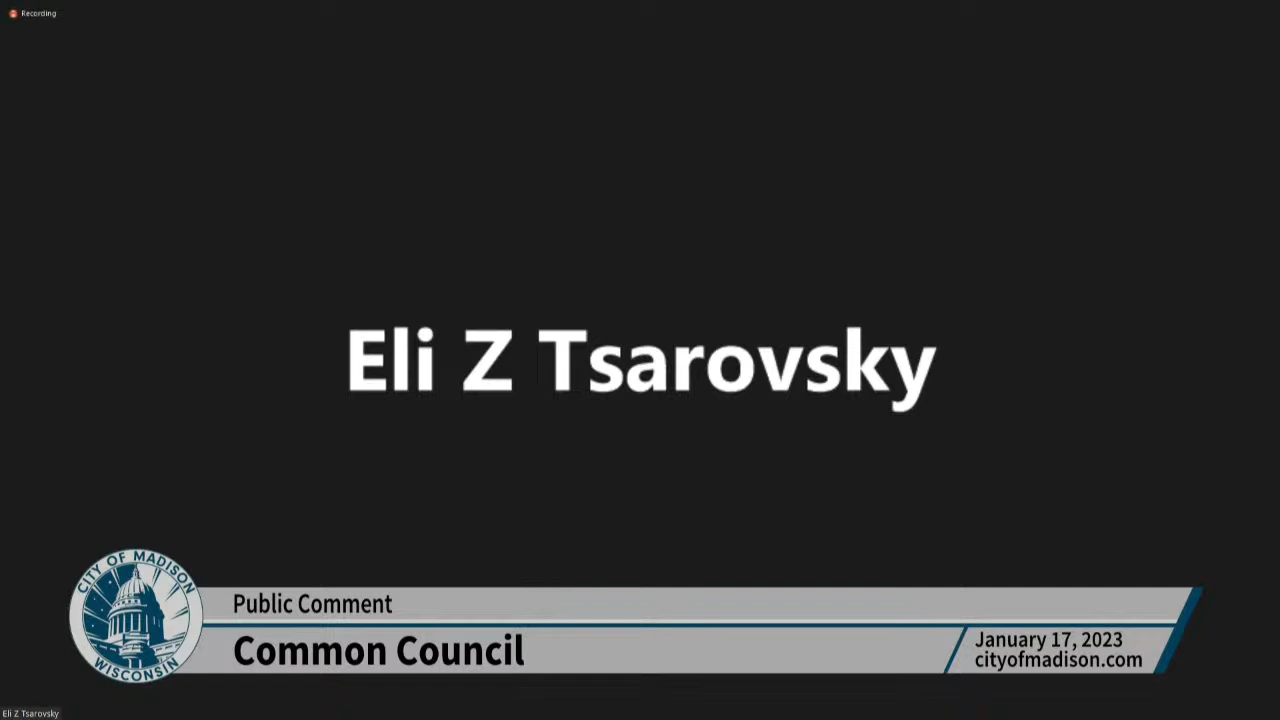 Recording
Eli Z Tsarovsky
CITY OF MADISON
WISCONSIN
Public Comment
Common Council
January 17, 2023
cityofmadison.com
Eli Z Tsarovsky